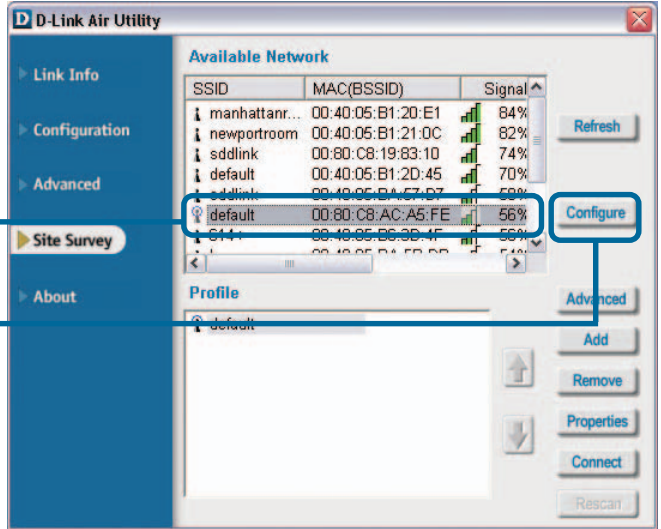 D D-Link Air Utility
Link Info
Configuration
Advanced
Site Survey
About
Available Network
SSID MAC(BSSID) Signal
manhattanr... 00:40:05:B1:20:E1 84%
newportroom 00:40:05:B1:21:0C 82%
sddlink 00:80:C8:19:83:10 74%
default 00:40:05:B1:2D:45 70%
default 00:80:C8:AC:A5:FE 56%
Refresh
Configure
Profile
default
Advanced
Add
Remove
Properties
Connect
Rescan